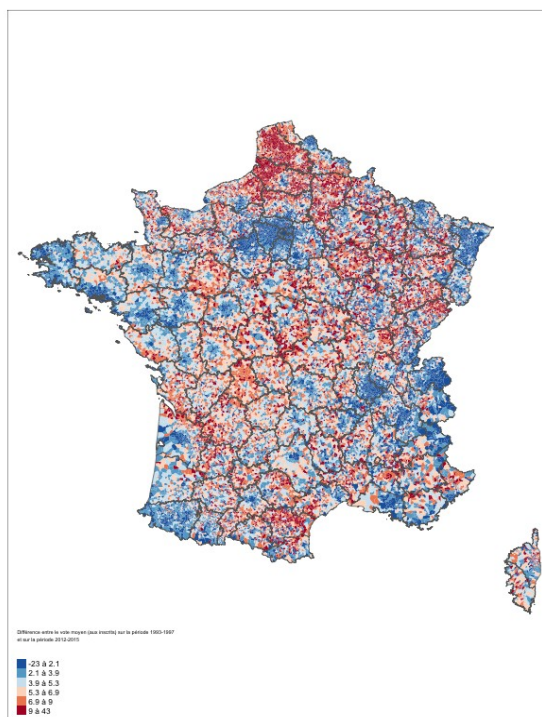 Différence entre le vote moyen (aux inscrits) sur la période 1993-1997
et sur la période 2012-2015
-23 à 2.1
2.1 à 3.9
3.9 à 5.3
5.3 à 6.9
6.9 à 9
9 à 43